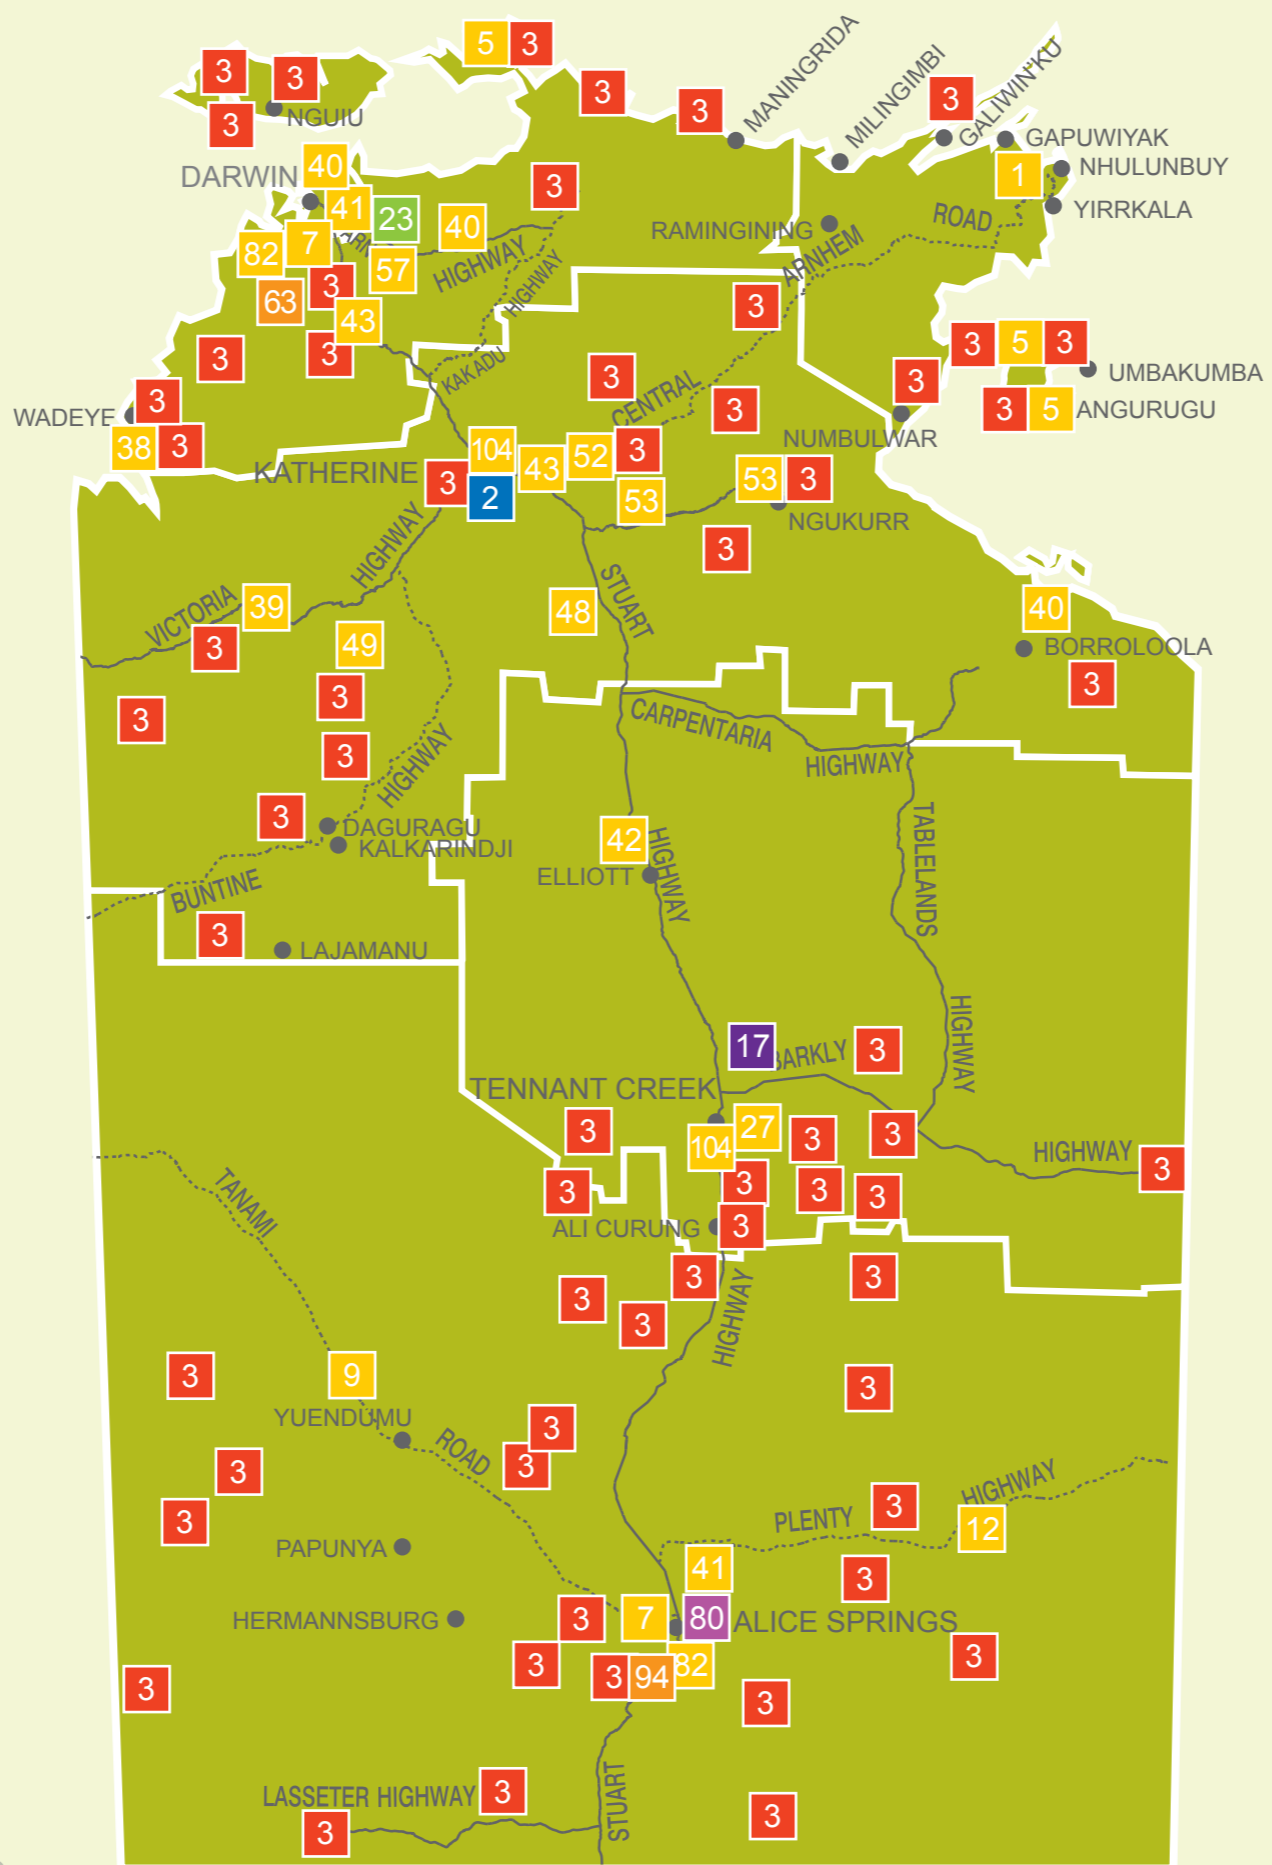 5 3
3 3
3
3
3
MANINGRIDA
MILINGIMBI
3
GALIWIN'KU
NGUIU
3
GAPUWIYAK
NHULUNBUY
1
YIRRKALA
DARWIN
40
41
23
40
3
RAMINGINING
ROAD
ARNHEM
82
7
57
HIGHWAY
HIGHWAY
63
3
43
3
3
3
3 5 3
UMBAKUMBA
KAKADU
3
CENTRAL
3
3
3 5
ANGURUGU
WADEYE
3
38 3
NUMBULWAR
KATHERINE
104
3
2
43
52
3
53
53 3
NGUKURR
3
HIGHWAY
VICTORIA
39
3
49
48
STUART
40
BORROLOOLA
3
3
3
3
CARPENTARIA
HIGHWAY
HIGHWAY
3
DAGURAGU
KALKARINDJI
42
ELLIOTT
HIGHWAY
TABLELANDS
BUNTINE
3
LAJAMANU
17
BARKLY
3
HIGHWAY
TENNANT CREEK
3
104
27
3
3
HIGHWAY
3
3
3
3
3
ALI CURUNG
3
TANAMI
3
3
3
3
HIGHWAY
3
9
YUENDUMU
3
3
3
ROAD
3
3
3
PLENTY
3
HIGHWAY
12
PAPUNYA
41
3
HERMANNSBURG
3
7
80
ALICE SPRINGS
3
3
94
82
3
3
3
LASSETER HIGHWAY
3
3
STUART
3